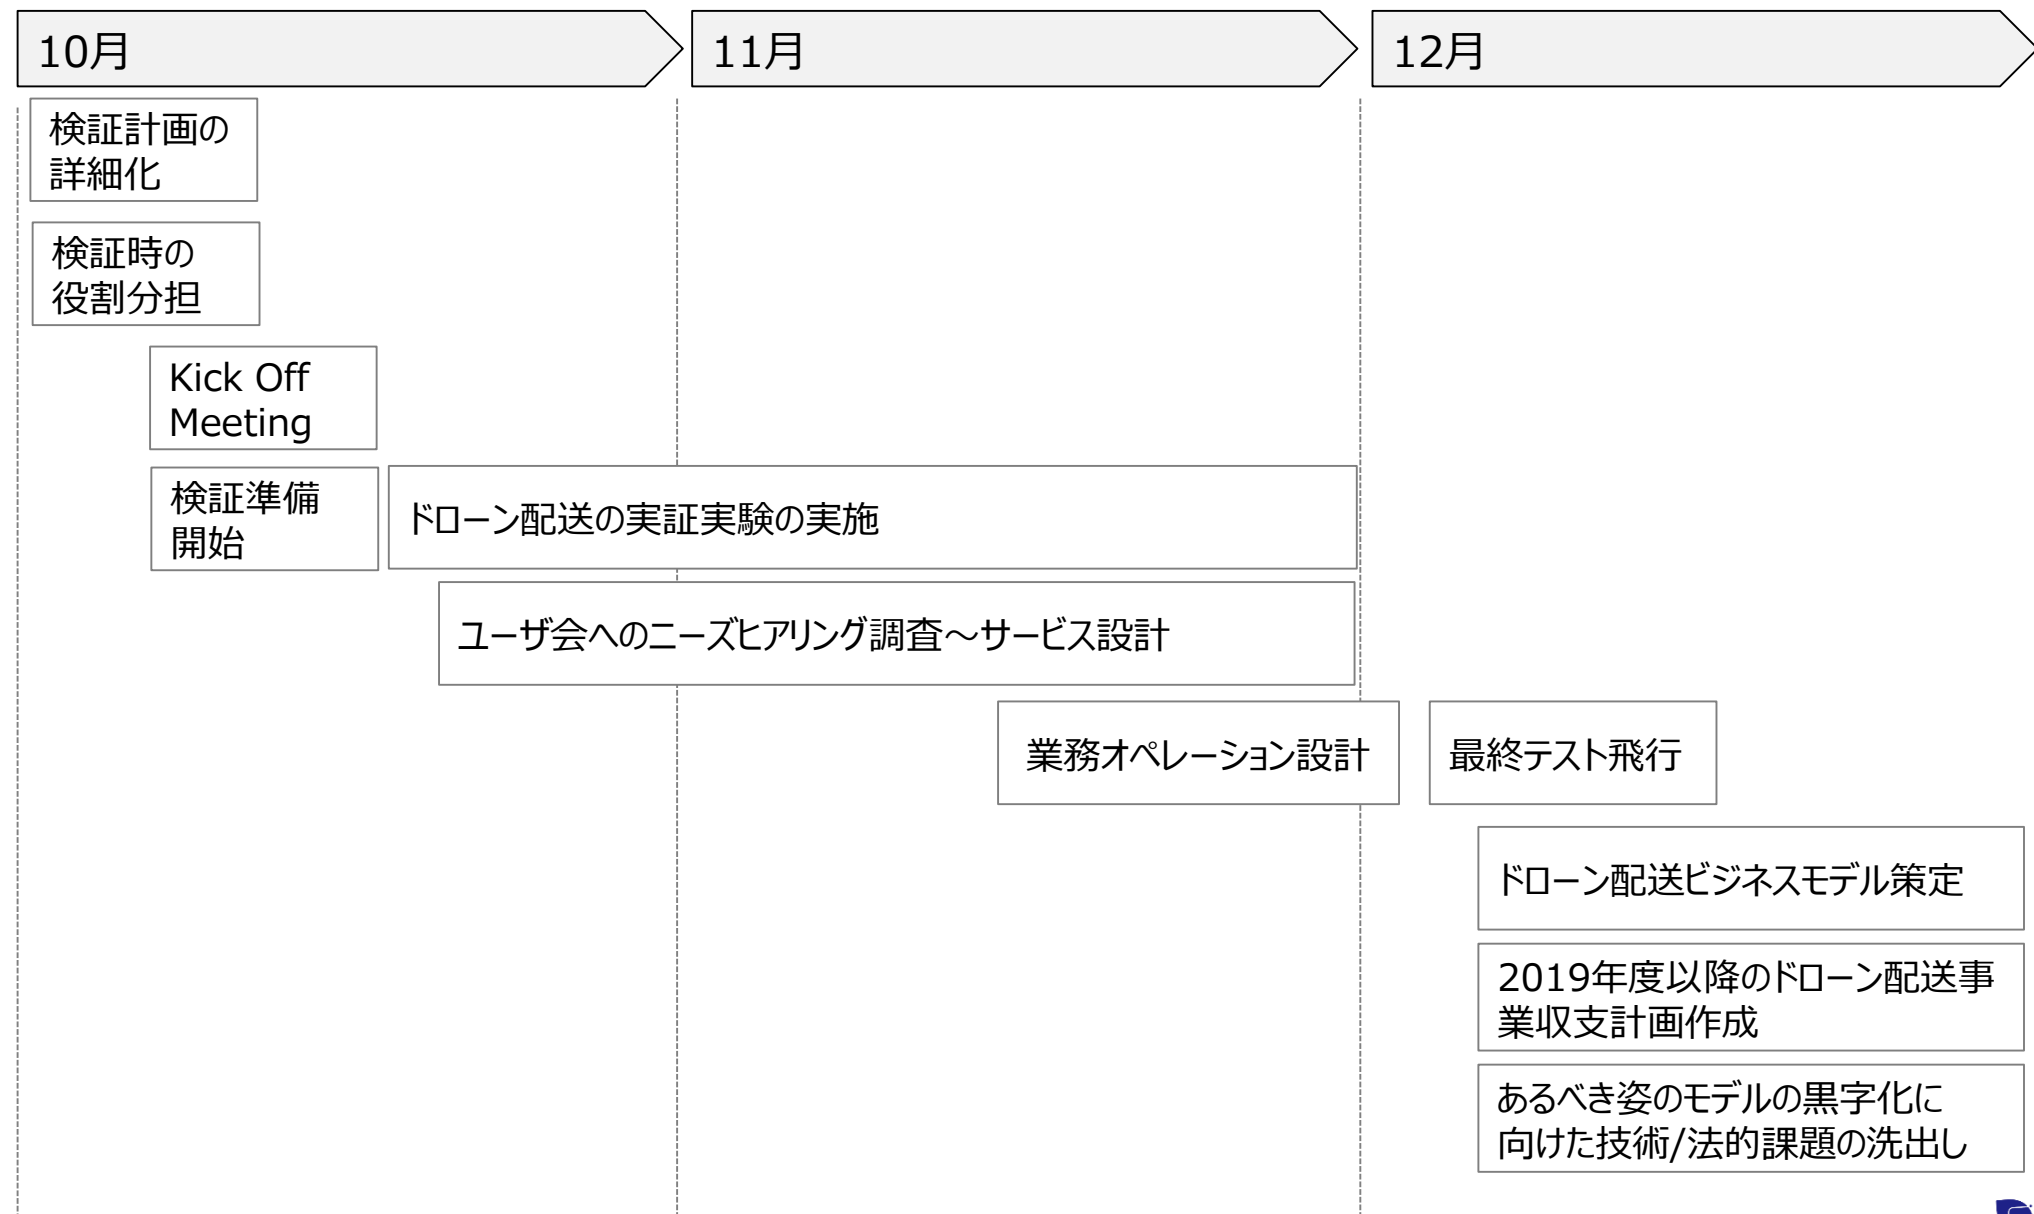 10月
11月
12月
検証計画の
詳細化
検証時の
役割分担
Kick Off
Meeting
検証準備
開始
ドローン配送の実証実験の実施
ユーザ会へのニーズヒアリング調査～サービス設計
業務オペレーション設計
最終テスト飛行
ドローン配送ビジネスモデル策定
2019年度以降のドローン配送事
業収支計画作成
あるべき姿のモデルの黒字化に
向けた技術/法的課題の洗出し